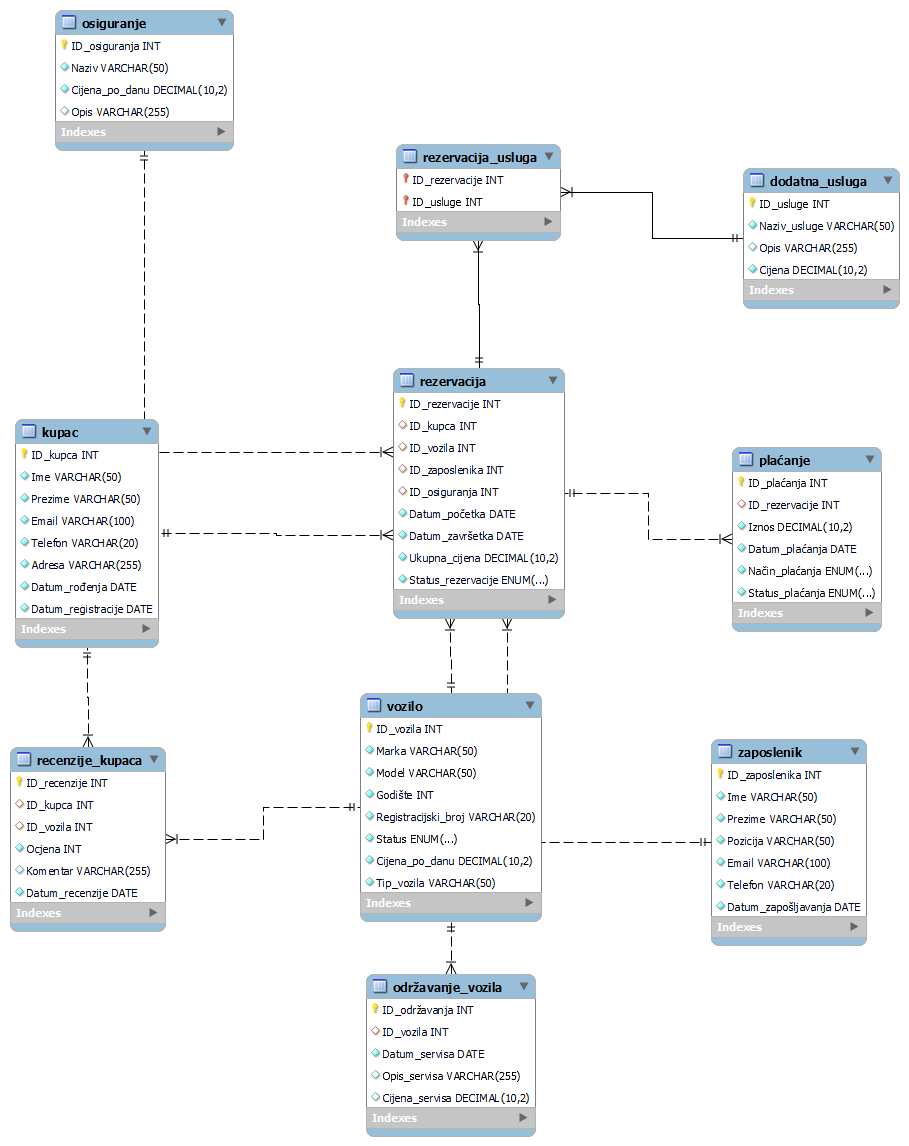 osiguranje
ID_osiguranja INT
Naziv VARCHAR(50)
Cijena_po_danu DECIMAL(10,2)
Opis VARCHAR(255)
Indexes
rezervacija_usluga
ID_rezervacije INT
ID_usluge INT
Indexes
dodatna_usluga
ID_usluge INT
Naziv_usluge VARCHAR(50)
Opis VARCHAR(255)
Cijena DECIMAL(10,2)
Indexes
rezervacija
ID_rezervacije INT
ID_kupca INT
ID_vozila INT
ID_zaposlenika INT
ID_osiguranja INT
Datum_početka DATE
Datum_završetka DATE
Ukupna_cijena DECIMAL(10,2)
Status_rezervacije ENUM(...)
Indexes
kupac
ID_kupca INT
Ime VARCHAR(50)
Prezime VARCHAR(50)
Email VARCHAR(100)
Telefon VARCHAR(20)
Adresa VARCHAR(255)
Datum_rođenja DATE
Datum_registracije DATE
Indexes
plaćanje
ID_plaćanja INT
ID_rezervacije INT
Iznos DECIMAL(10,2)
Datum_plaćanja DATE
Način_plaćanja ENUM(...)
Status_plaćanja ENUM(...)
Indexes
vozilo
ID_vozila INT
Marka VARCHAR(50)
Model VARCHAR(50)
Godište INT
Registracijski_broj VARCHAR(20)
Status ENUM(...)
Cijena_po_danu DECIMAL(10,2)
Tip_vozila VARCHAR(50)
Indexes
recenzije_kupaca
ID_recenzije INT
ID_kupca INT
ID_vozila INT
Ocjena INT
Komentar VARCHAR(255)
Datum_recenzije DATE
Indexes
zaposlenik
ID_zaposlenika INT
Ime VARCHAR(50)
Prezime VARCHAR(50)
Pozicija VARCHAR(50)
Email VARCHAR(100)
Telefon VARCHAR(20)
Datum_zapošljavanja DATE
Indexes
održavanje_vozila
ID_održavanja INT
ID_vozila INT
Datum_servisa DATE
Opis_servisa VARCHAR(255)
Cijena_servisa DECIMAL(10,2)
Indexes